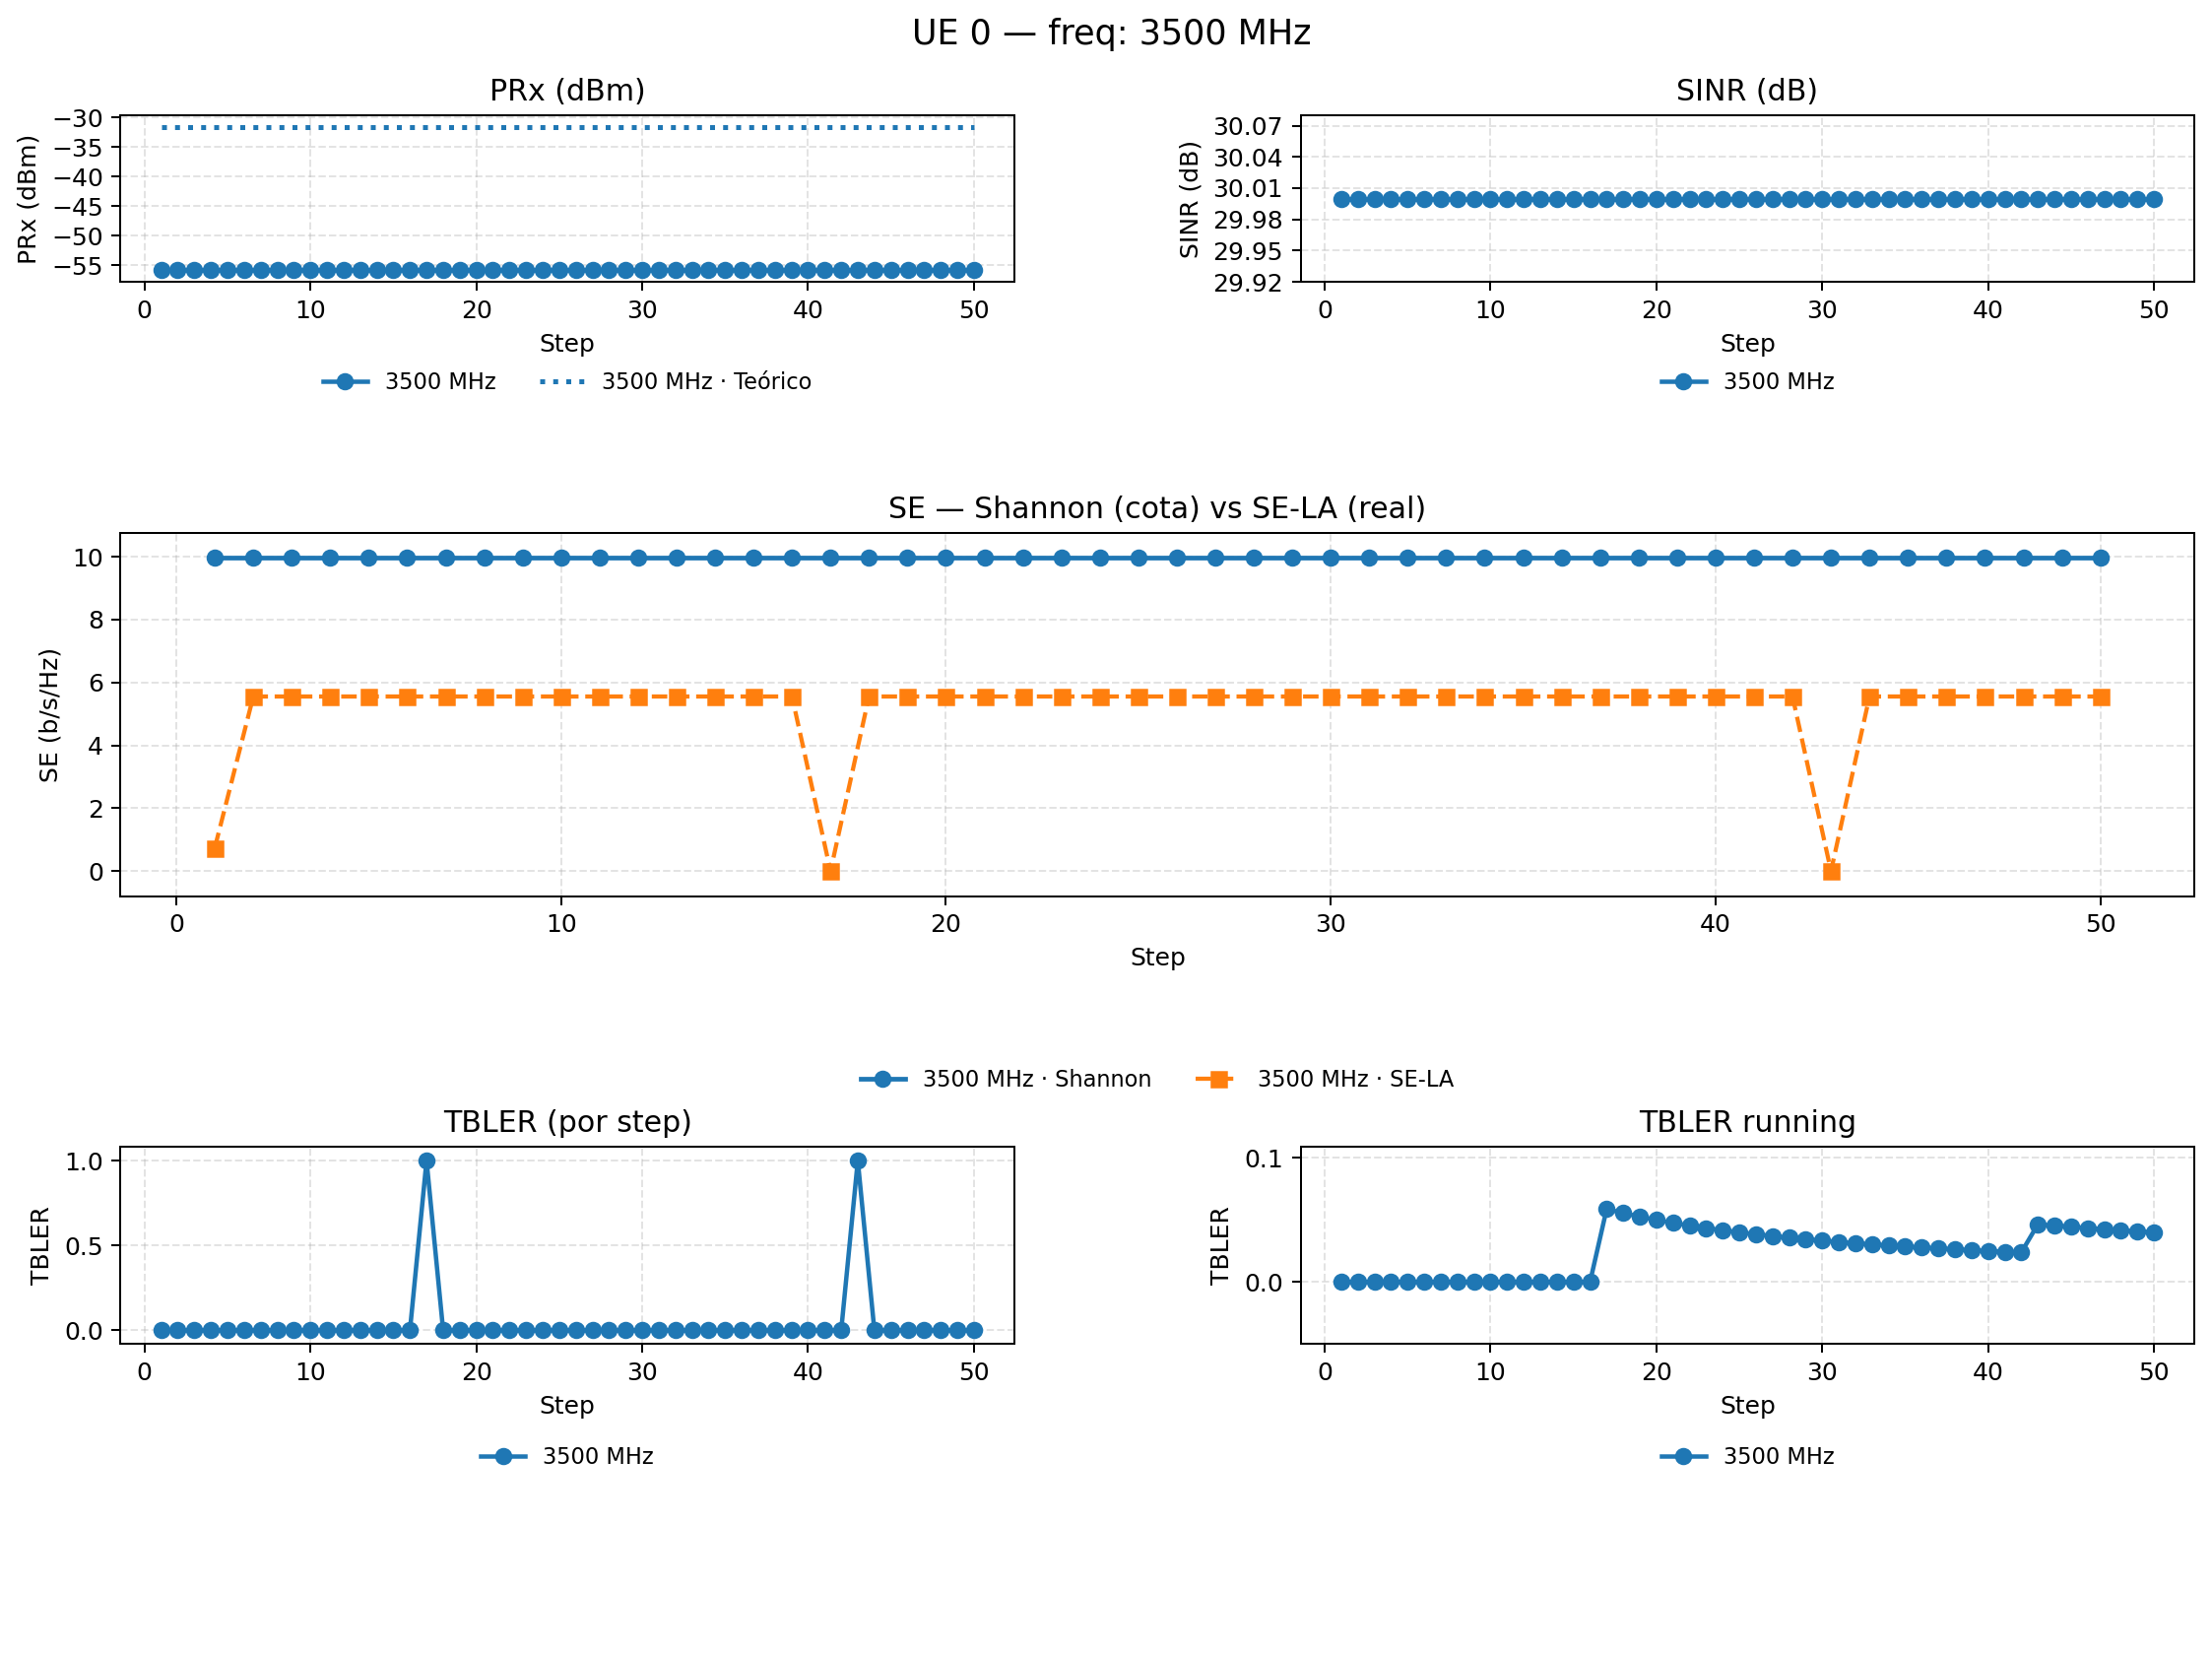 UE 0 — freq: 3500 MHz
PRx (dBm)
PRx (dBm)
−30
−35
−40
−45
−50
−55
0 10 20 30 40 50
Step
3500 MHz 3500 MHz · Teórico
SINR (dB)
SINR (dB)
30.07
30.04
30.01
29.98
29.95
29.92
0 10 20 30 40 50
Step
3500 MHz
SE — Shannon (cota) vs SE-LA (real)
SE (b/s/Hz)
10
8
6
4
2
0
0 10 20 30 40 50
Step
3500 MHz · Shannon 3500 MHz · SE-LA
TBLER (por step)
TBLER
1.0
0.5
0.0
0 10 20 30 40 50
Step
3500 MHz
TBLER running
TBLER
0.1
0.0
0 10 20 30 40 50
Step
3500 MHz